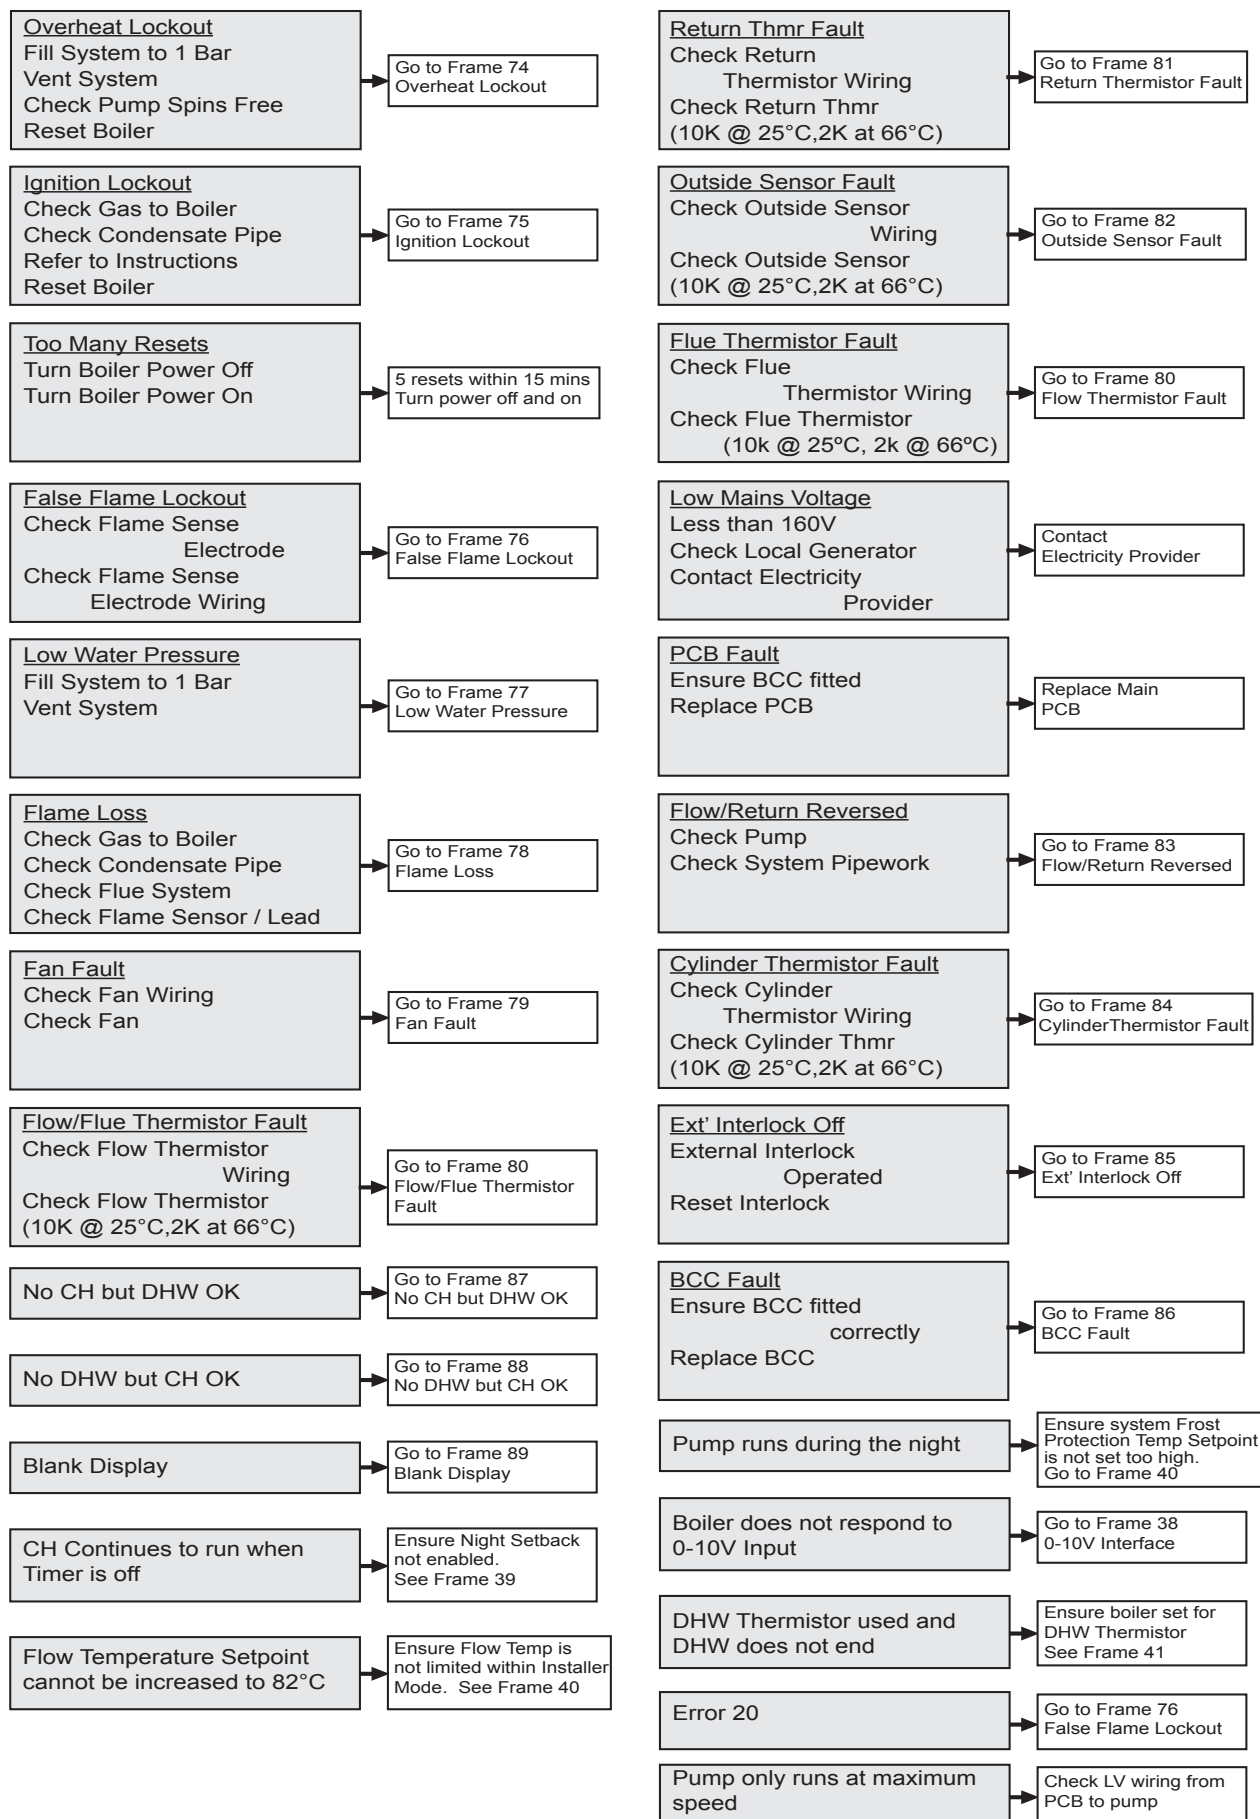 Overheat Lockout
Fill System to 1 Bar
Vent System
Check Pump Spins Free
Reset Boiler
Go to Frame 74
Overheat Lockout
Ignition Lockout
Check Gas to Boiler
Check Condensate Pipe
Refer to Instructions
Reset Boiler
Go to Frame 75
Ignition Lockout
Too Many Resets
Turn Boiler Power Off
Turn Boiler Power On
5 resets within 15 mins
Turn power off and on
False Flame Lockout
Check Flame Sense
Electrode
Check Flame Sense
Electrode Wiring
Go to Frame 76
False Flame Lockout
Low Water Pressure
Fill System to 1 Bar
Vent System
Go to Frame 77
Low Water Pressure
Flame Loss
Check Gas to Boiler
Check Condensate Pipe
Check Flue System
Check Flame Sensor / Lead
Go to Frame 78
Flame Loss
Fan Fault
Check Fan Wiring
Check Fan
Go to Frame 79
Fan Fault
Flow/Flue Thermistor Fault
Check Flow Thermistor
Wiring
Check Flow Thermistor
(10K @ 25°C,2K at 66°C)
Go to Frame 80
Flow/Flue Thermistor
Fault
No CH but DHW OK
Go to Frame 87
No CH but DHW OK
No DHW but CH OK
Go to Frame 88
No DHW but CH OK
Blank Display
Go to Frame 89
Blank Display
CH Continues to run when
Timer is off
Ensure Night Setback
not enabled.
See Frame 39
Flow Temperature Setpoint
cannot be increased to 82°C
Ensure Flow Temp is
not limited within Installer
Mode. See Frame 40
Return Thmr Fault
Check Return
Thermistor Wiring
Check Return Thmr
(10K @ 25°C,2K at 66°C)
Go to Frame 81
Return Thermistor Fault
Outside Sensor Fault
Check Outside Sensor
Wiring
Check Outside Sensor
(10K @ 25°C,2K at 66°C)
Go to Frame 82
Outside Sensor Fault
Flue Thermistor Fault
Check Flue
Thermistor Wiring
Check Flue Thermistor
(10k @ 25ºC, 2k @ 66ºC)
Go to Frame 80
Flow Thermistor Fault
Low Mains Voltage
Less than 160V
Check Local Generator
Contact Electricity
Provider
Contact
Electricity Provider
PCB Fault
Ensure BCC fitted
Replace PCB
Replace Main
PCB
Flow/Return Reversed
Check Pump
Check System Pipework
Go to Frame 83
Flow/Return Reversed
Cylinder Thermistor Fault
Check Cylinder
Thermistor Wiring
Check Cylinder Thmr
(10K @ 25°C,2K at 66°C)
Go to Frame 84
CylinderThermistor Fault
Ext' Interlock Off
External Interlock
Operated
Reset Interlock
Go to Frame 85
Ext' Interlock Off
BCC Fault
Ensure BCC fitted
correctly
Replace BCC
Go to Frame 86
BCC Fault
Pump runs during the night
Ensure system Frost
Protection Temp Setpoint
is not set too high.
Go to Frame 40
Boiler does not respond to
0-10V Input
Go to Frame 38
0-10V Interface
DHW Thermistor used and
DHW does not end
Ensure boiler set for
DHW Thermistor
See Frame 41
Error 20
Go to Frame 76
False Flame Lockout
Pump only runs at maximum
speed
Check LV wiring from
PCB to pump